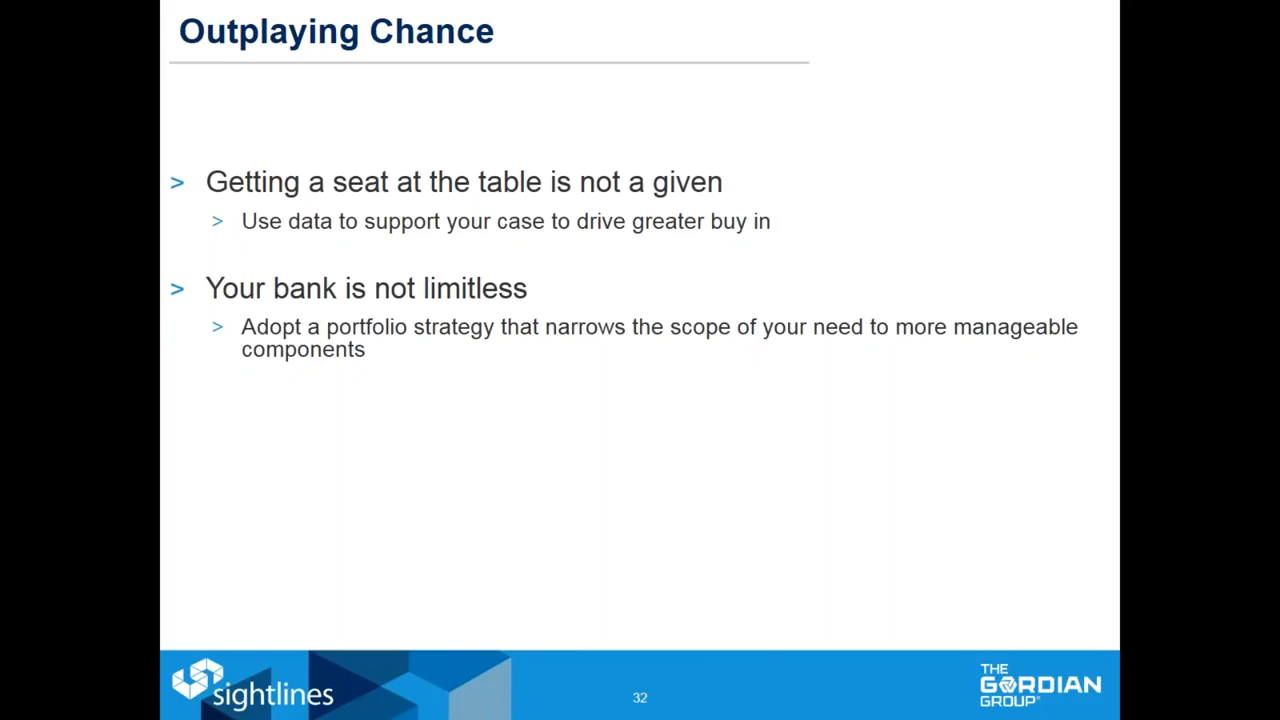 Outplaying Chance
> Getting a seat at the table is not a given
> Use data to support your case to drive greater buy in
> Your bank is not limitless
> Adopt a portfolio strategy that narrows the scope of your need to more manageable
components
sightlines
32
THE
GORDIAN
GROUP®